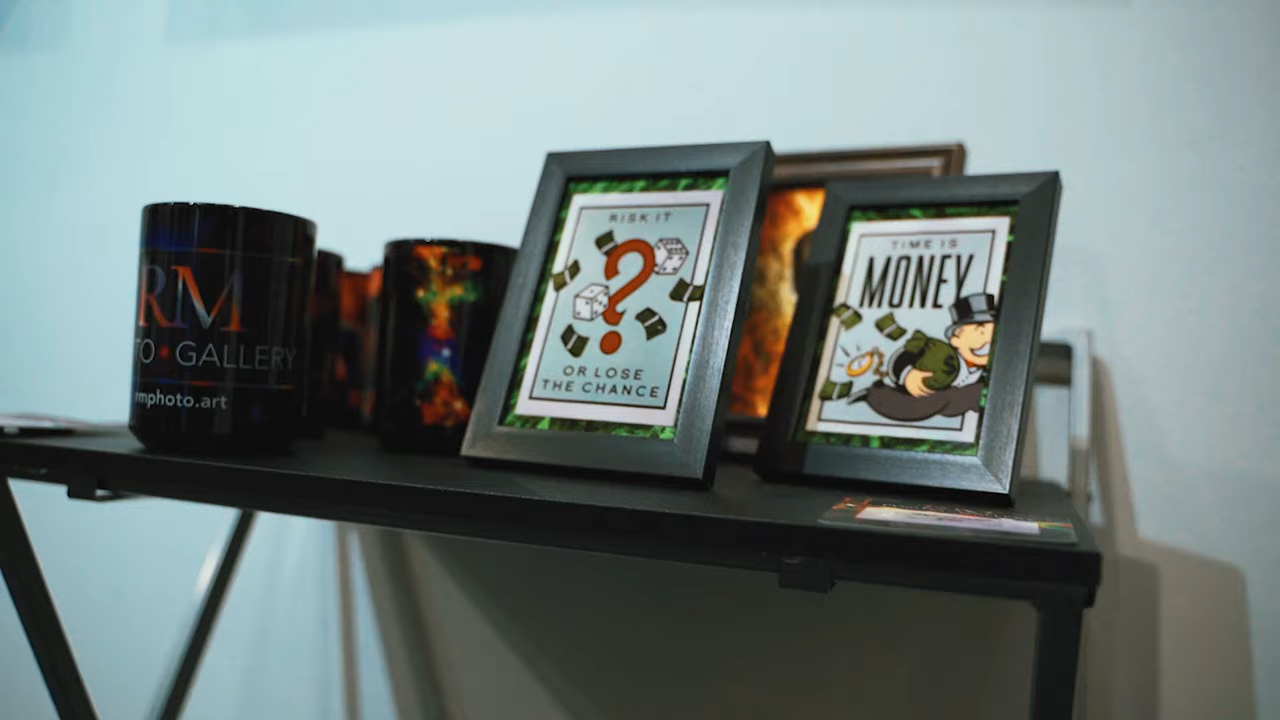 RM
TO • GALLERY
rmphoto.art
RISK IT
?
OR LOSE
THE CHANCE
TIME IS
MONEY